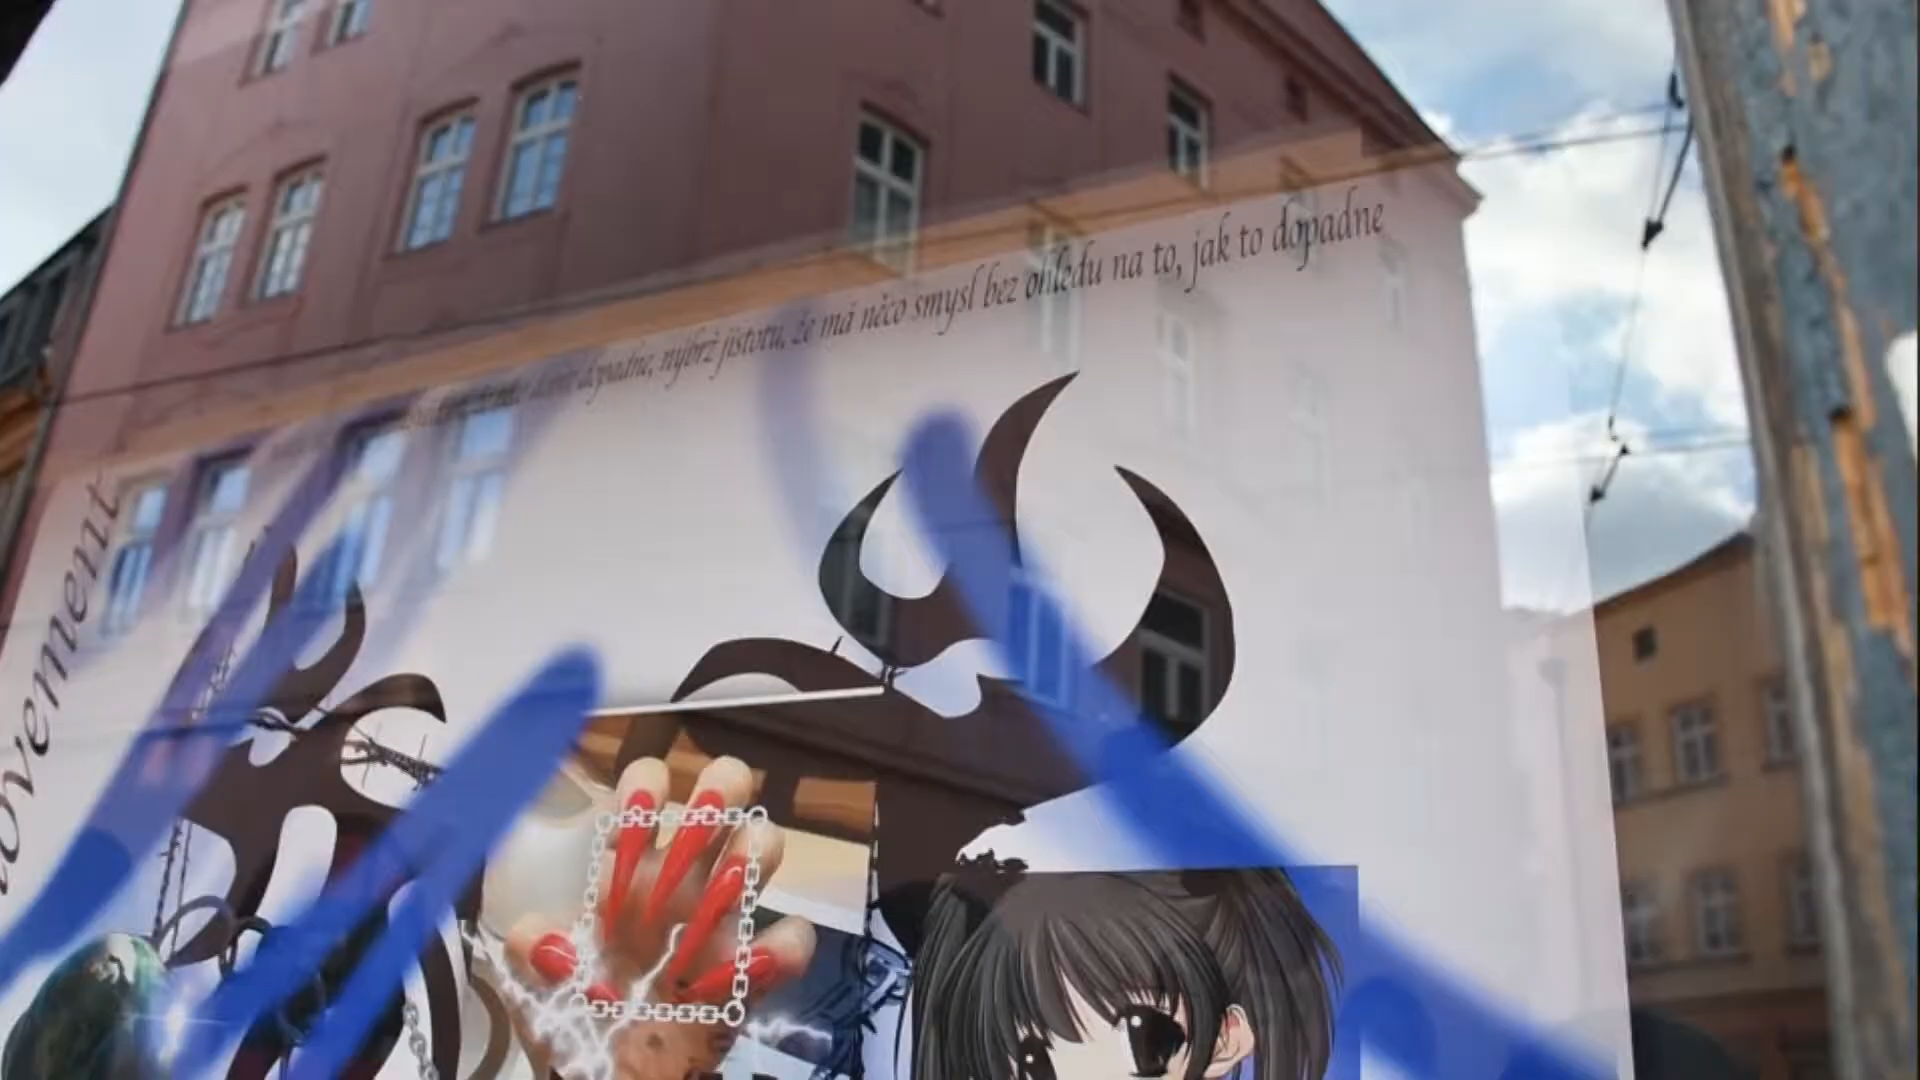 dopadne, nýbrž jistotu, že má něco smysl bez ohledu na to, jak to dopadne
ovement